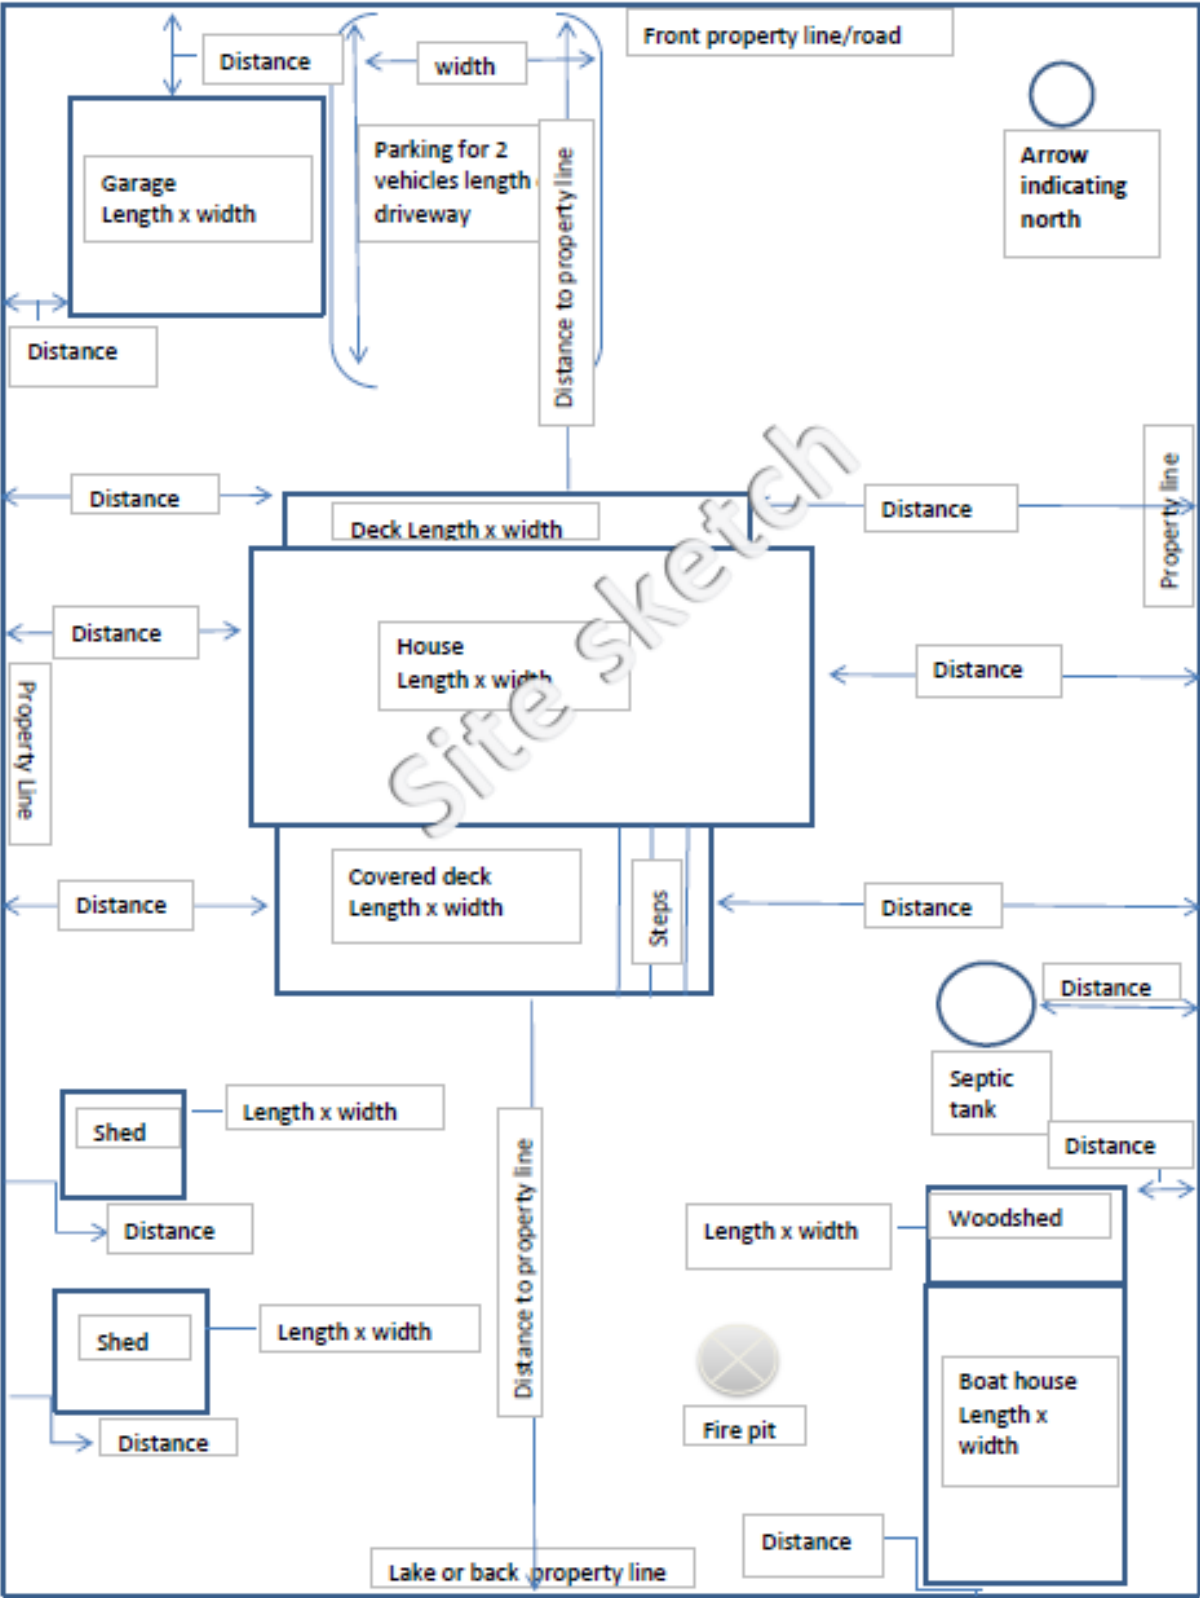 Front property line/road
Distance
width
Parking for 2
vehicles length
driveway
Distance to property line
Arrow
indicating
north
Garage
Length x width
Distance
Distance
Deck Length x width
Distance
Property line
Distance
House
Length x width
Distance
Site sketch
Property Line
Distance
Covered deck
Length x width
Steps
Distance
Distance
Septic
tank
Distance
Shed
Length x width
Distance
Distance to property line
Length x width
Woodshed
Shed
Length x width
Distance
Fire pit
Boat house
Length x
width
Distance
Lake or back property line